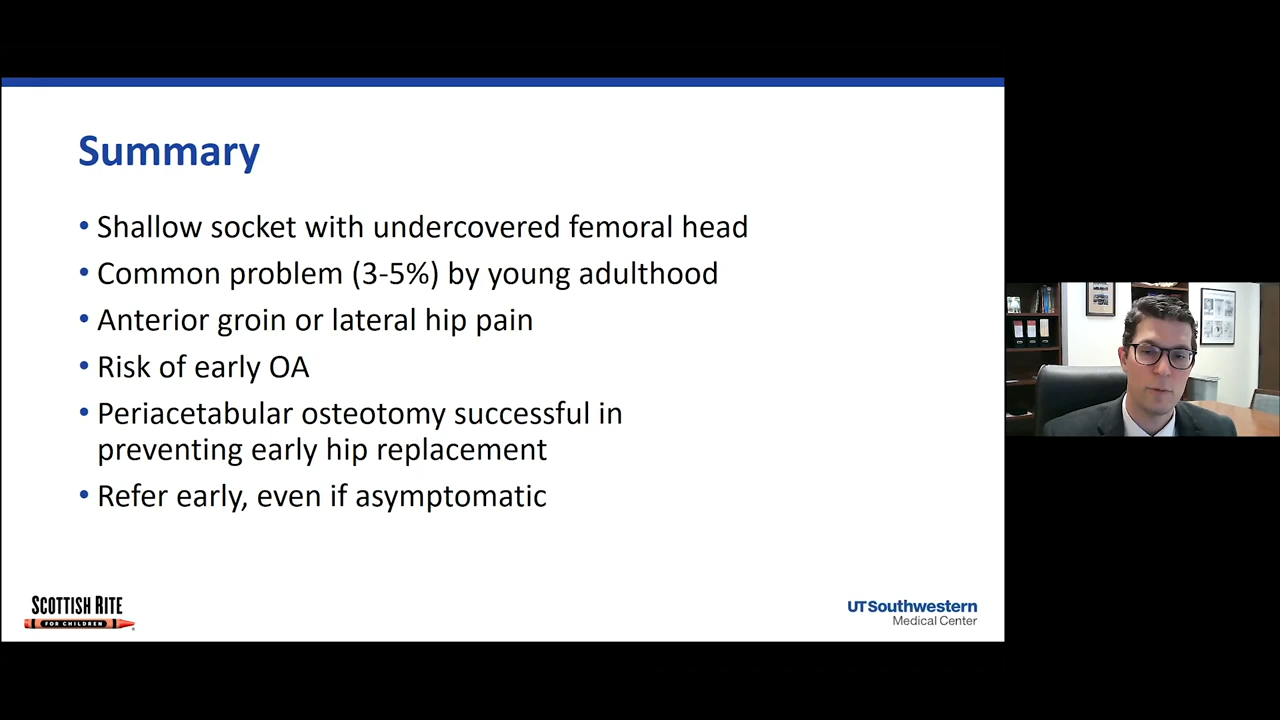 Summary
• Shallow socket with undercovered femoral head
• Common problem (3-5%) by young adulthood
• Anterior groin or lateral hip pain
• Risk of early OA
• Periacetabular osteotomy successful in
preventing early hip replacement
• Refer early, even if asymptomatic
SCOTTISH RITE
FOR CHILDREN
UTSouthwestern
Medical Center